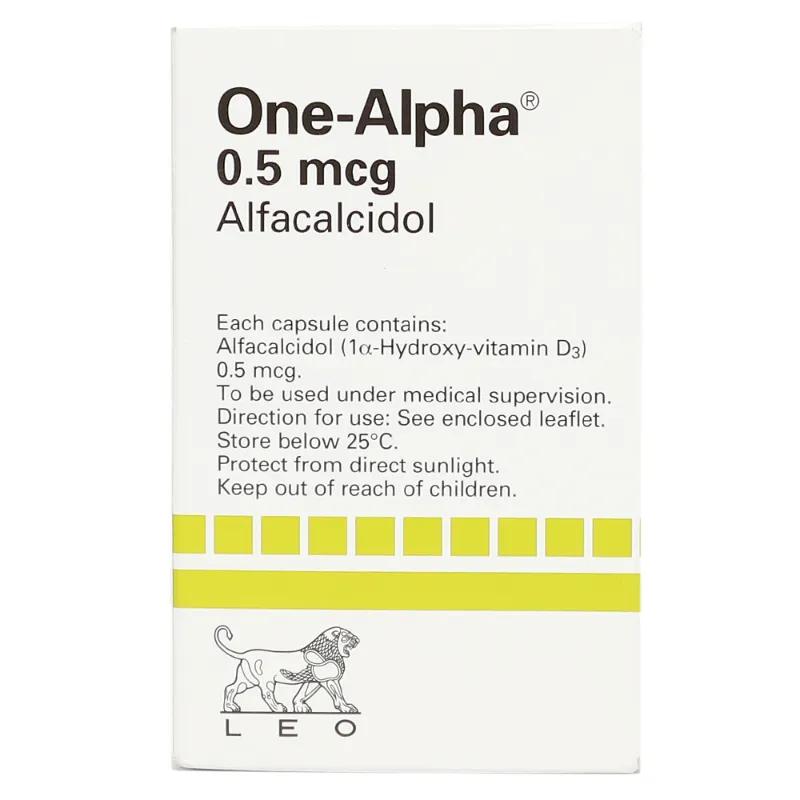 One-Alpha®
0.5 mcg
Alfacalcidol
Each capsule contains:
Alfacalcidol (1α-Hydroxy-vitamin D₃)
0.5 mcg.
To be used under medical supervision.
Direction for use: See enclosed leaflet.
Store below 25°C.
Protect from direct sunlight.
Keep out of reach of children.
L E O